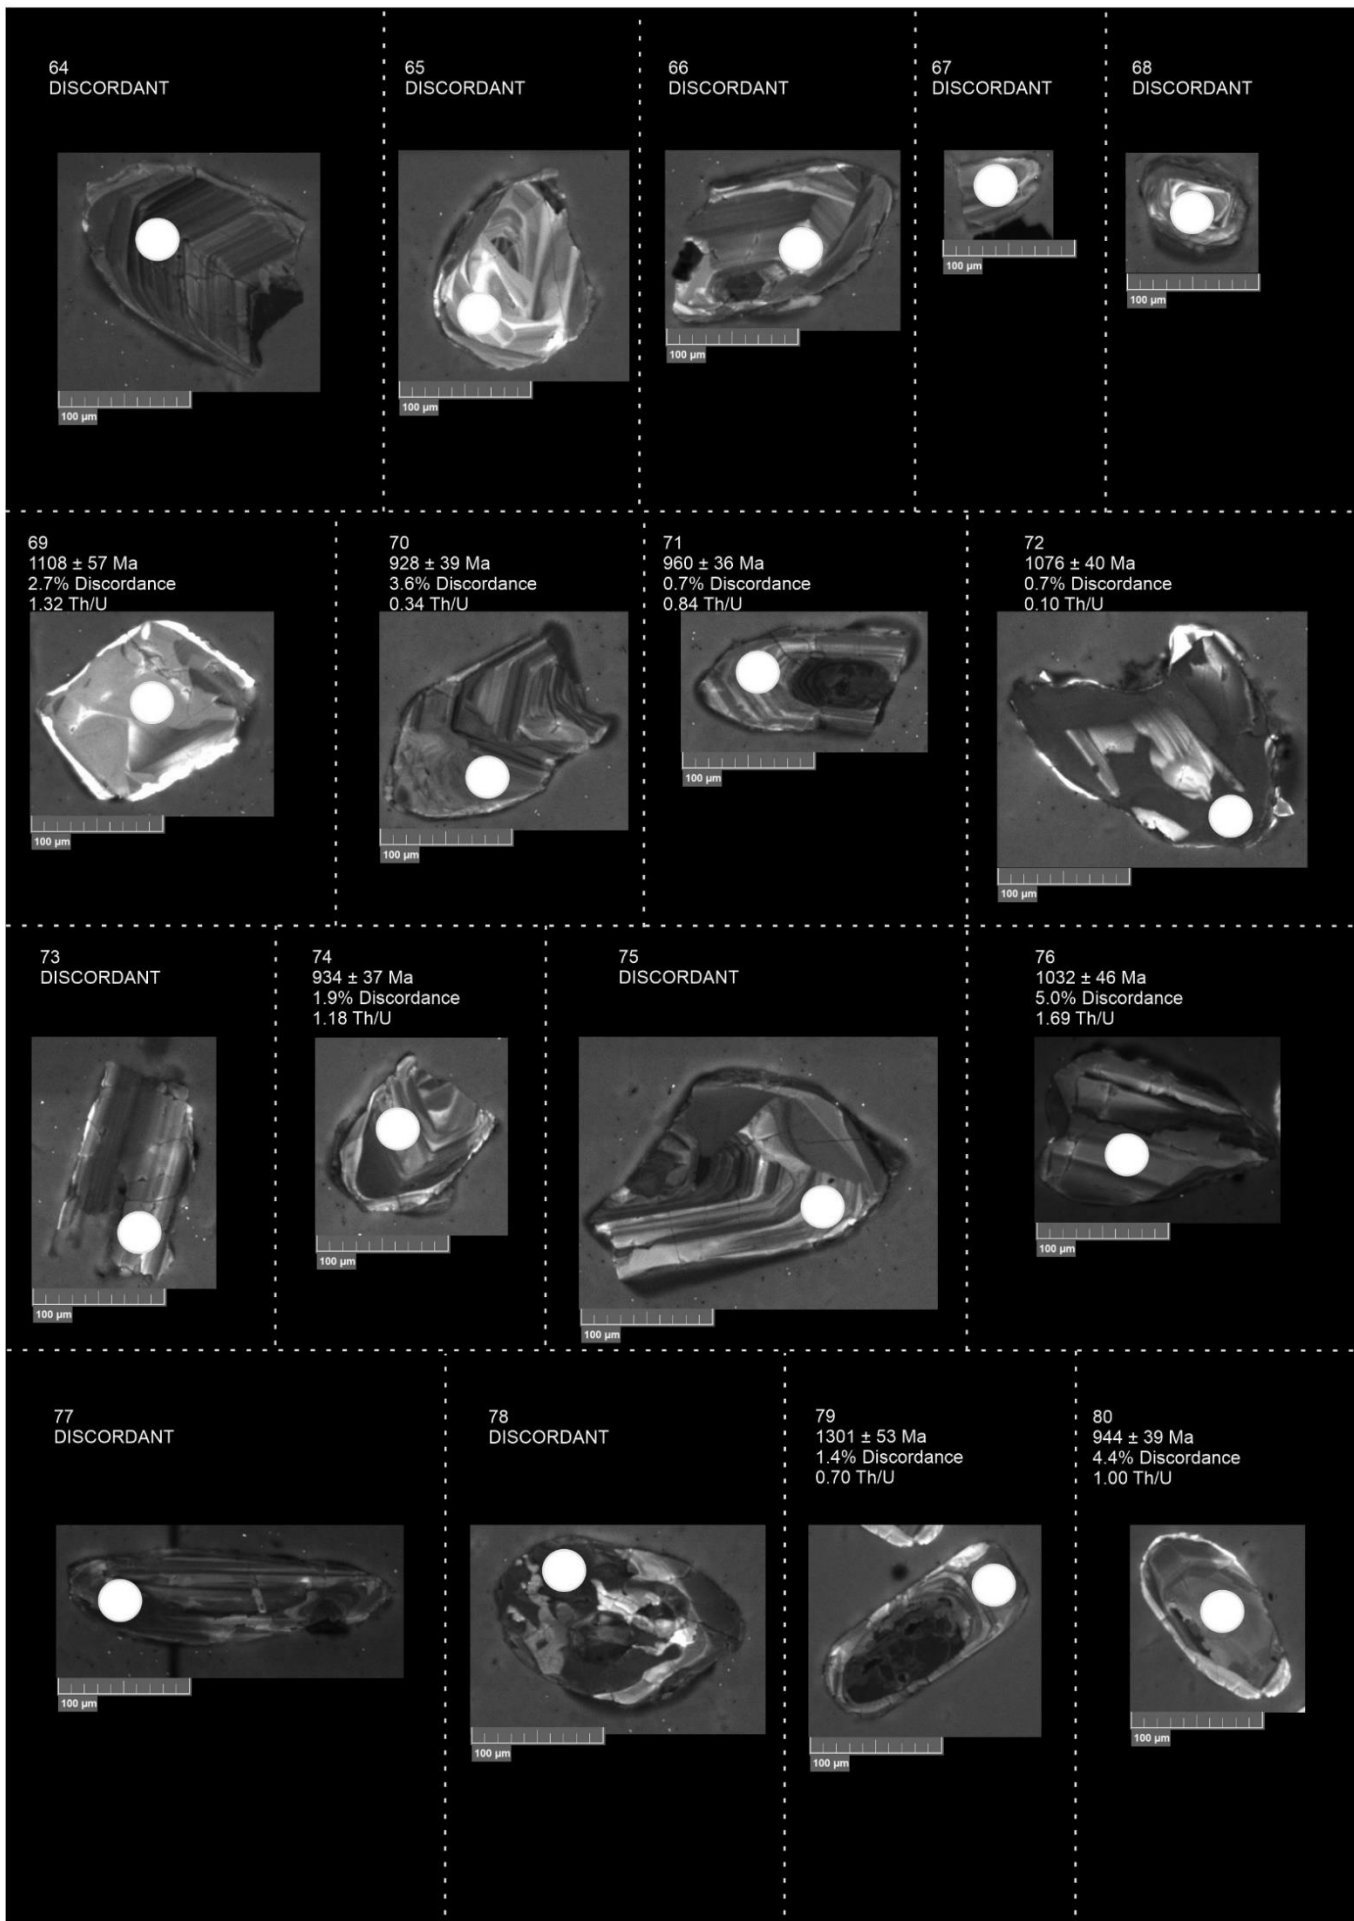 64
DISCORDANT
100 µm
65
DISCORDANT
100 µm
66
DISCORDANT
100 µm
67
DISCORDANT
100 µm
68
DISCORDANT
100 µm
69
1108 ± 57 Ma
2.7% Discordance
1.32 Th/U
100 µm
70
928 ± 39 Ma
3.6% Discordance
0.34 Th/U
100 µm
71
960 ± 36 Ma
0.7% Discordance
0.84 Th/U
100 µm
72
1076 ± 40 Ma
0.7% Discordance
0.10 Th/U
100 µm
73
DISCORDANT
100 µm
74
934 ± 37 Ma
1.9% Discordance
1.18 Th/U
100 µm
75
DISCORDANT
100 µm
76
1032 ± 46 Ma
5.0% Discordance
1.69 Th/U
100 µm
77
DISCORDANT
100 µm
78
DISCORDANT
100 µm
79
1301 ± 53 Ma
1.4% Discordance
0.70 Th/U
100 µm
80
944 ± 39 Ma
4.4% Discordance
1.00 Th/U
100 µm